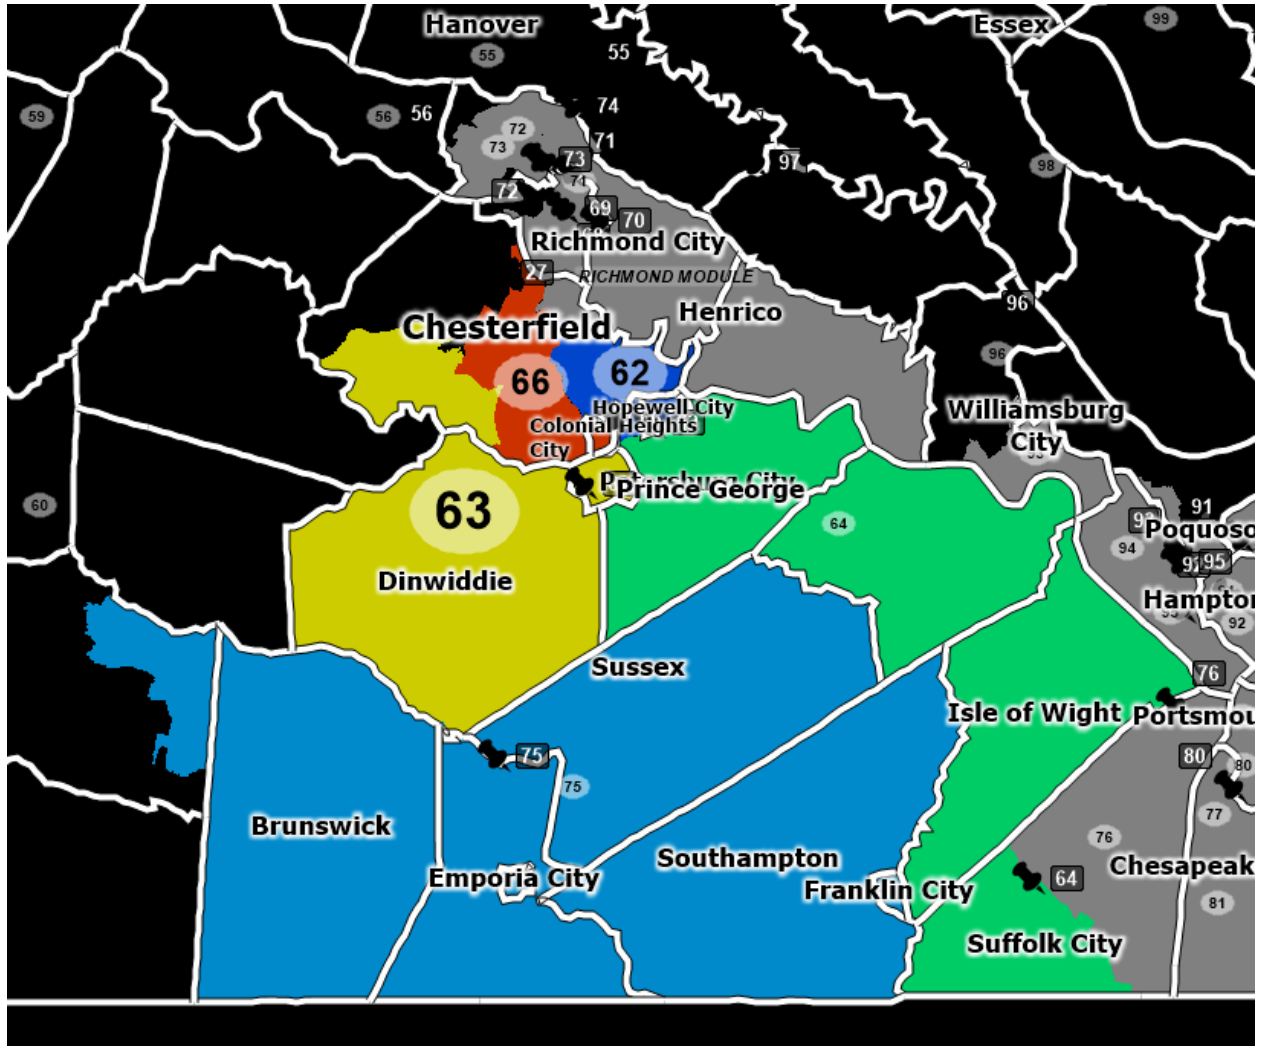 Hanover
Essex
99
55
55
59
56
56
74
72
73
71
73
71
97
98
72
69
70
Richmond City
27
RICHMOND MODULE
96
Henrico
Chesterfield
66
62
96
Hopewell City
Colonial Heights
City
Williamsburg
City
Prince George
63
60
64
91
Poquoso
94
92
95
Dinwiddie
Hampton
92
Sussex
76
Isle of Wight
Portsmou
75
80
80
75
77
Brunswick
76
Southampton
Chesapeak
Emporia City
Franklin City
64
81
Suffolk City